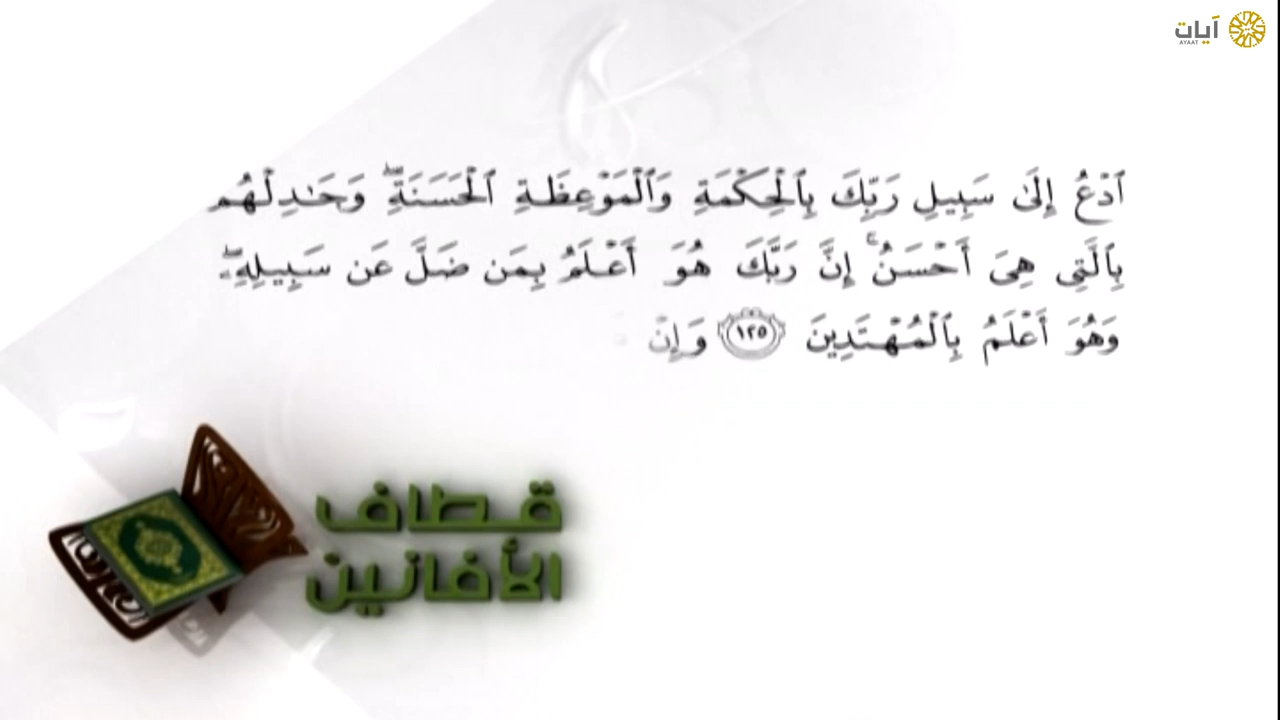 آيات
AYAAT
ٱدۡعُ إِلَىٰ سَبِيلِ رَبِّكَ بِٱلۡحِكۡمَةِ وَٱلۡمَوۡعِظَةِ ٱلۡحَسَنَةِۖ وَجَٰدِلۡهُم
بِٱلَّتِي هِيَ أَحۡسَنُۚ إِنَّ رَبَّكَ هُوَ أَعۡلَمُ بِمَن ضَلَّ عَن سَبِيلِهِۦۖ
وَهُوَ أَعۡلَمُ بِٱلۡمُهۡتَدِينَ ١٢٥ وَإِنۡ
قطاف
الأفانين